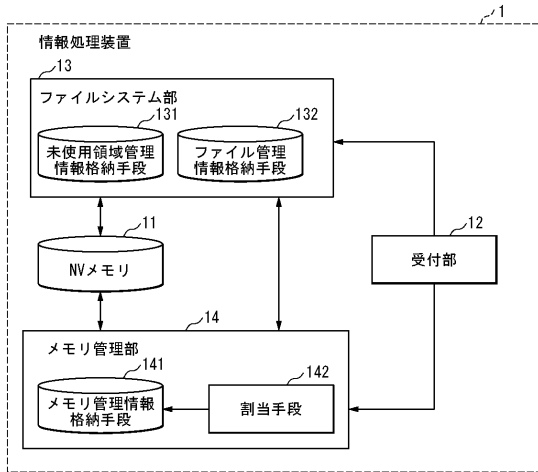 1
情報処理装置
13
ファイルシステム部
131
132
未使用領域管理
情報格納手段
ファイル管理
情報格納手段
11
NVメモリ
12
受付部
14
メモリ管理部
141
142
メモリ管理情報
格納手段
割当手段